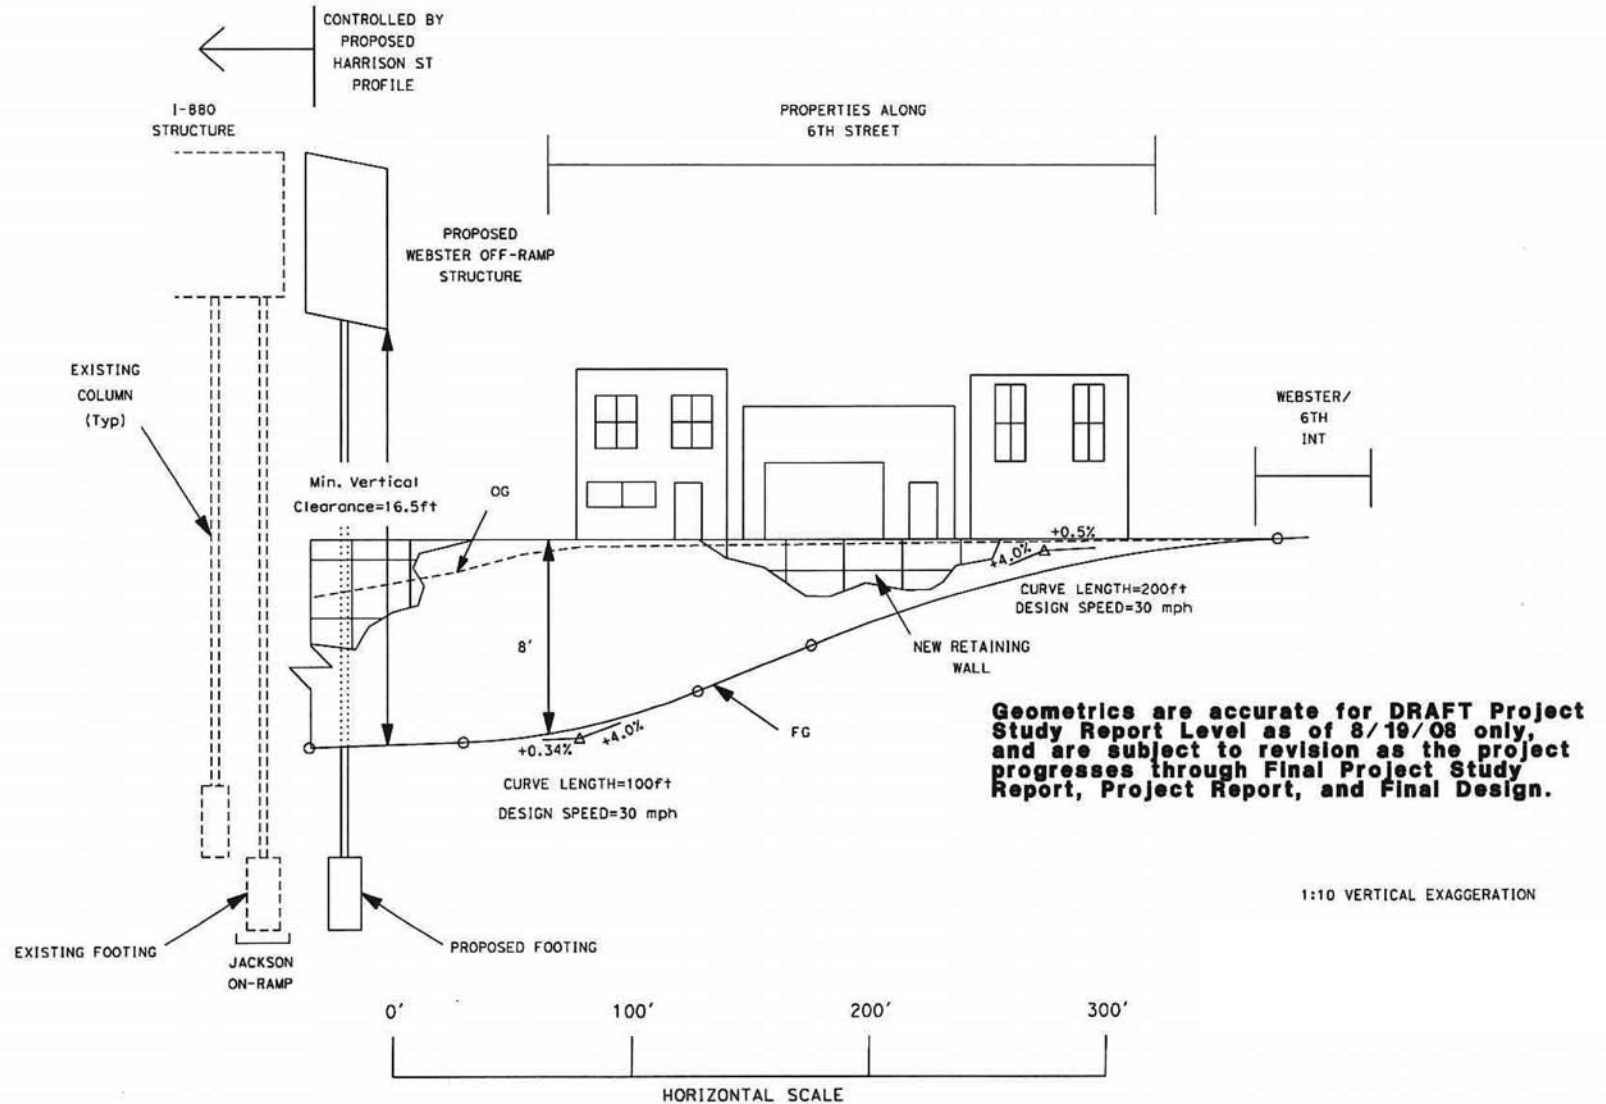 CONTROLLED BY
PROPOSED
HARRISON ST
PROFILE
I-880
STRUCTURE
PROPERTIES ALONG
6TH STREET
PROPOSED
WEBSTER OFF-RAMP
STRUCTURE
EXISTING
COLUMN
(Typ)
WEBSTER/
6TH
INT
Min. Vertical
Clearance=16.5ft
OG
+0.5%
+4.0%
CURVE LENGTH=200ft
DESIGN SPEED=30 mph
8'
NEW RETAINING
WALL
FG
+0.34%
+4.0%
CURVE LENGTH=100ft
DESIGN SPEED=30 mph
Geometrics are accurate for DRAFT Project
Study Report Level as of 8/19/08 only,
and are subject to revision as the project
progresses through Final Project Study
Report, Project Report, and Final Design.
1:10 VERTICAL EXAGGERATION
EXISTING FOOTING
PROPOSED FOOTING
JACKSON
ON-RAMP
0' 100' 200' 300'
HORIZONTAL SCALE